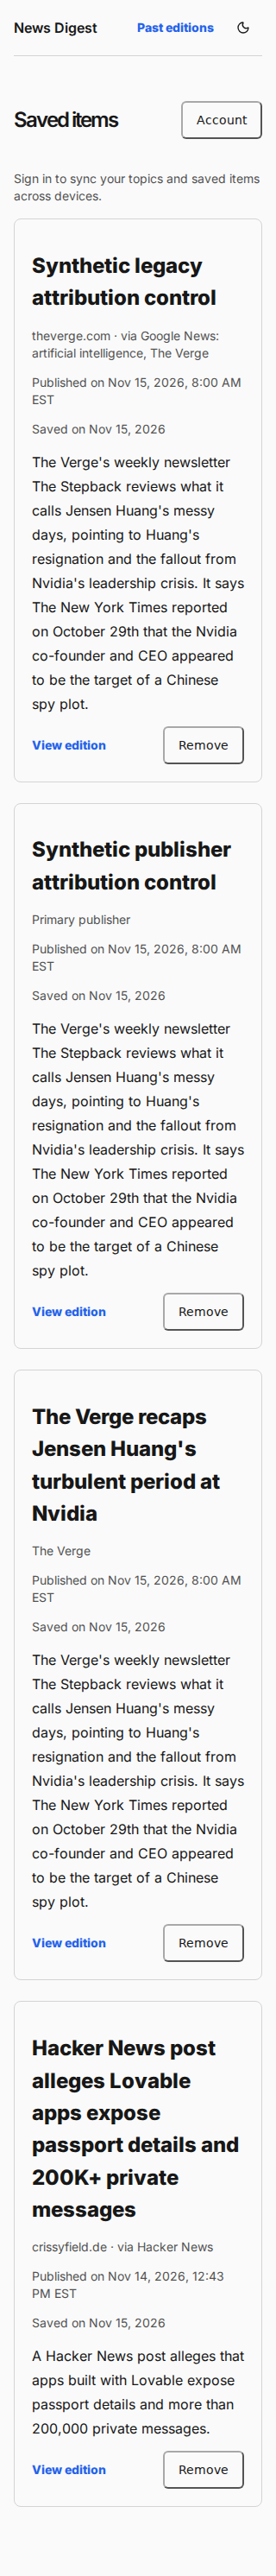 News Digest
Past editions
Saved items
Account
Sign in to sync your topics and saved items
across devices.
Synthetic legacy
attribution control
theverge.com · via Google News:
artificial intelligence, The Verge
Published on Nov 15, 2026, 8:00 AM
EST
Saved on Nov 15, 2026
The Verge's weekly newsletter
The Stepback reviews what it
calls Jensen Huang's messy
days, pointing to Huang's
resignation and the fallout from
Nvidia's leadership crisis. It says
The New York Times reported
on October 29th that the Nvidia
co-founder and CEO appeared
to be the target of a Chinese
spy plot.
View edition
Remove
Synthetic publisher
attribution control
Primary publisher
Published on Nov 15, 2026, 8:00 AM
EST
Saved on Nov 15, 2026
The Verge's weekly newsletter
The Stepback reviews what it
calls Jensen Huang's messy
days, pointing to Huang's
resignation and the fallout from
Nvidia's leadership crisis. It says
The New York Times reported
on October 29th that the Nvidia
co-founder and CEO appeared
to be the target of a Chinese
spy plot.
View edition
Remove
The Verge recaps
Jensen Huang's
turbulent period at
Nvidia
The Verge
Published on Nov 15, 2026, 8:00 AM
EST
Saved on Nov 15, 2026
The Verge's weekly newsletter
The Stepback reviews what it
calls Jensen Huang's messy
days, pointing to Huang's
resignation and the fallout from
Nvidia's leadership crisis. It says
The New York Times reported
on October 29th that the Nvidia
co-founder and CEO appeared
to be the target of a Chinese
spy plot.
View edition
Remove
Hacker News post
alleges Lovable
apps expose
passport details and
200K+ private
messages
crissyfield.de · via Hacker News
Published on Nov 14, 2026, 12:43
PM EST
Saved on Nov 15, 2026
A Hacker News post alleges that
apps built with Lovable expose
passport details and more than
200,000 private messages.
View edition
Remove